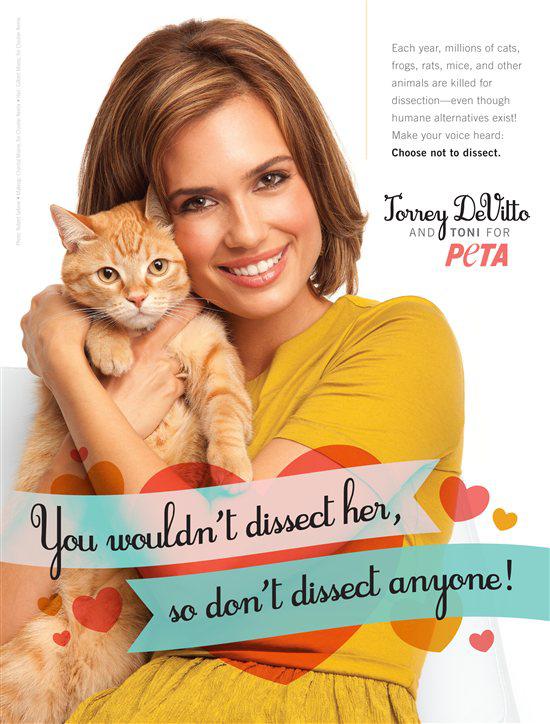 Each year, millions of cats,
frogs, rats, mice, and other
animals are killed for
dissection—even though
humane alternatives exist!
Make your voice heard:
Choose not to dissect.
Torrey DeVitto
AND TONI FOR
PETA
You wouldn't dissect her,
so don't dissect anyone!